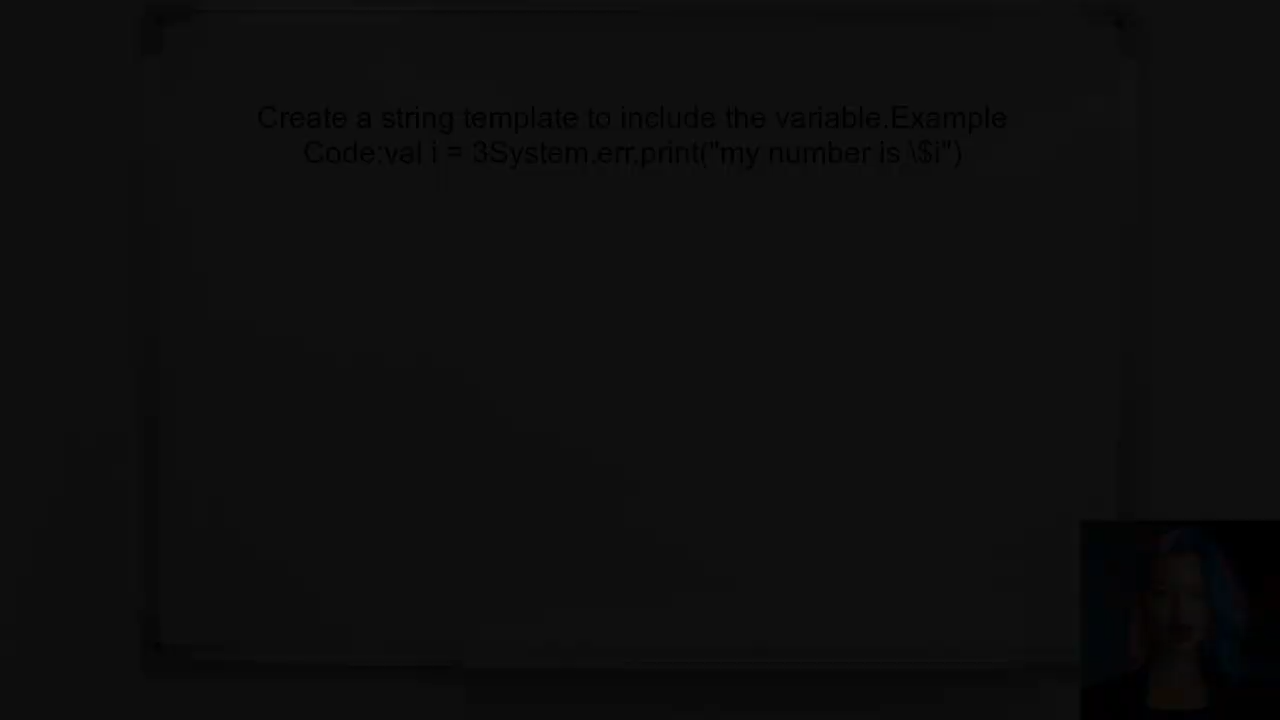 Create a string template to include the variable.Example
Code:val i = 3System.err.print("my number is \$i")